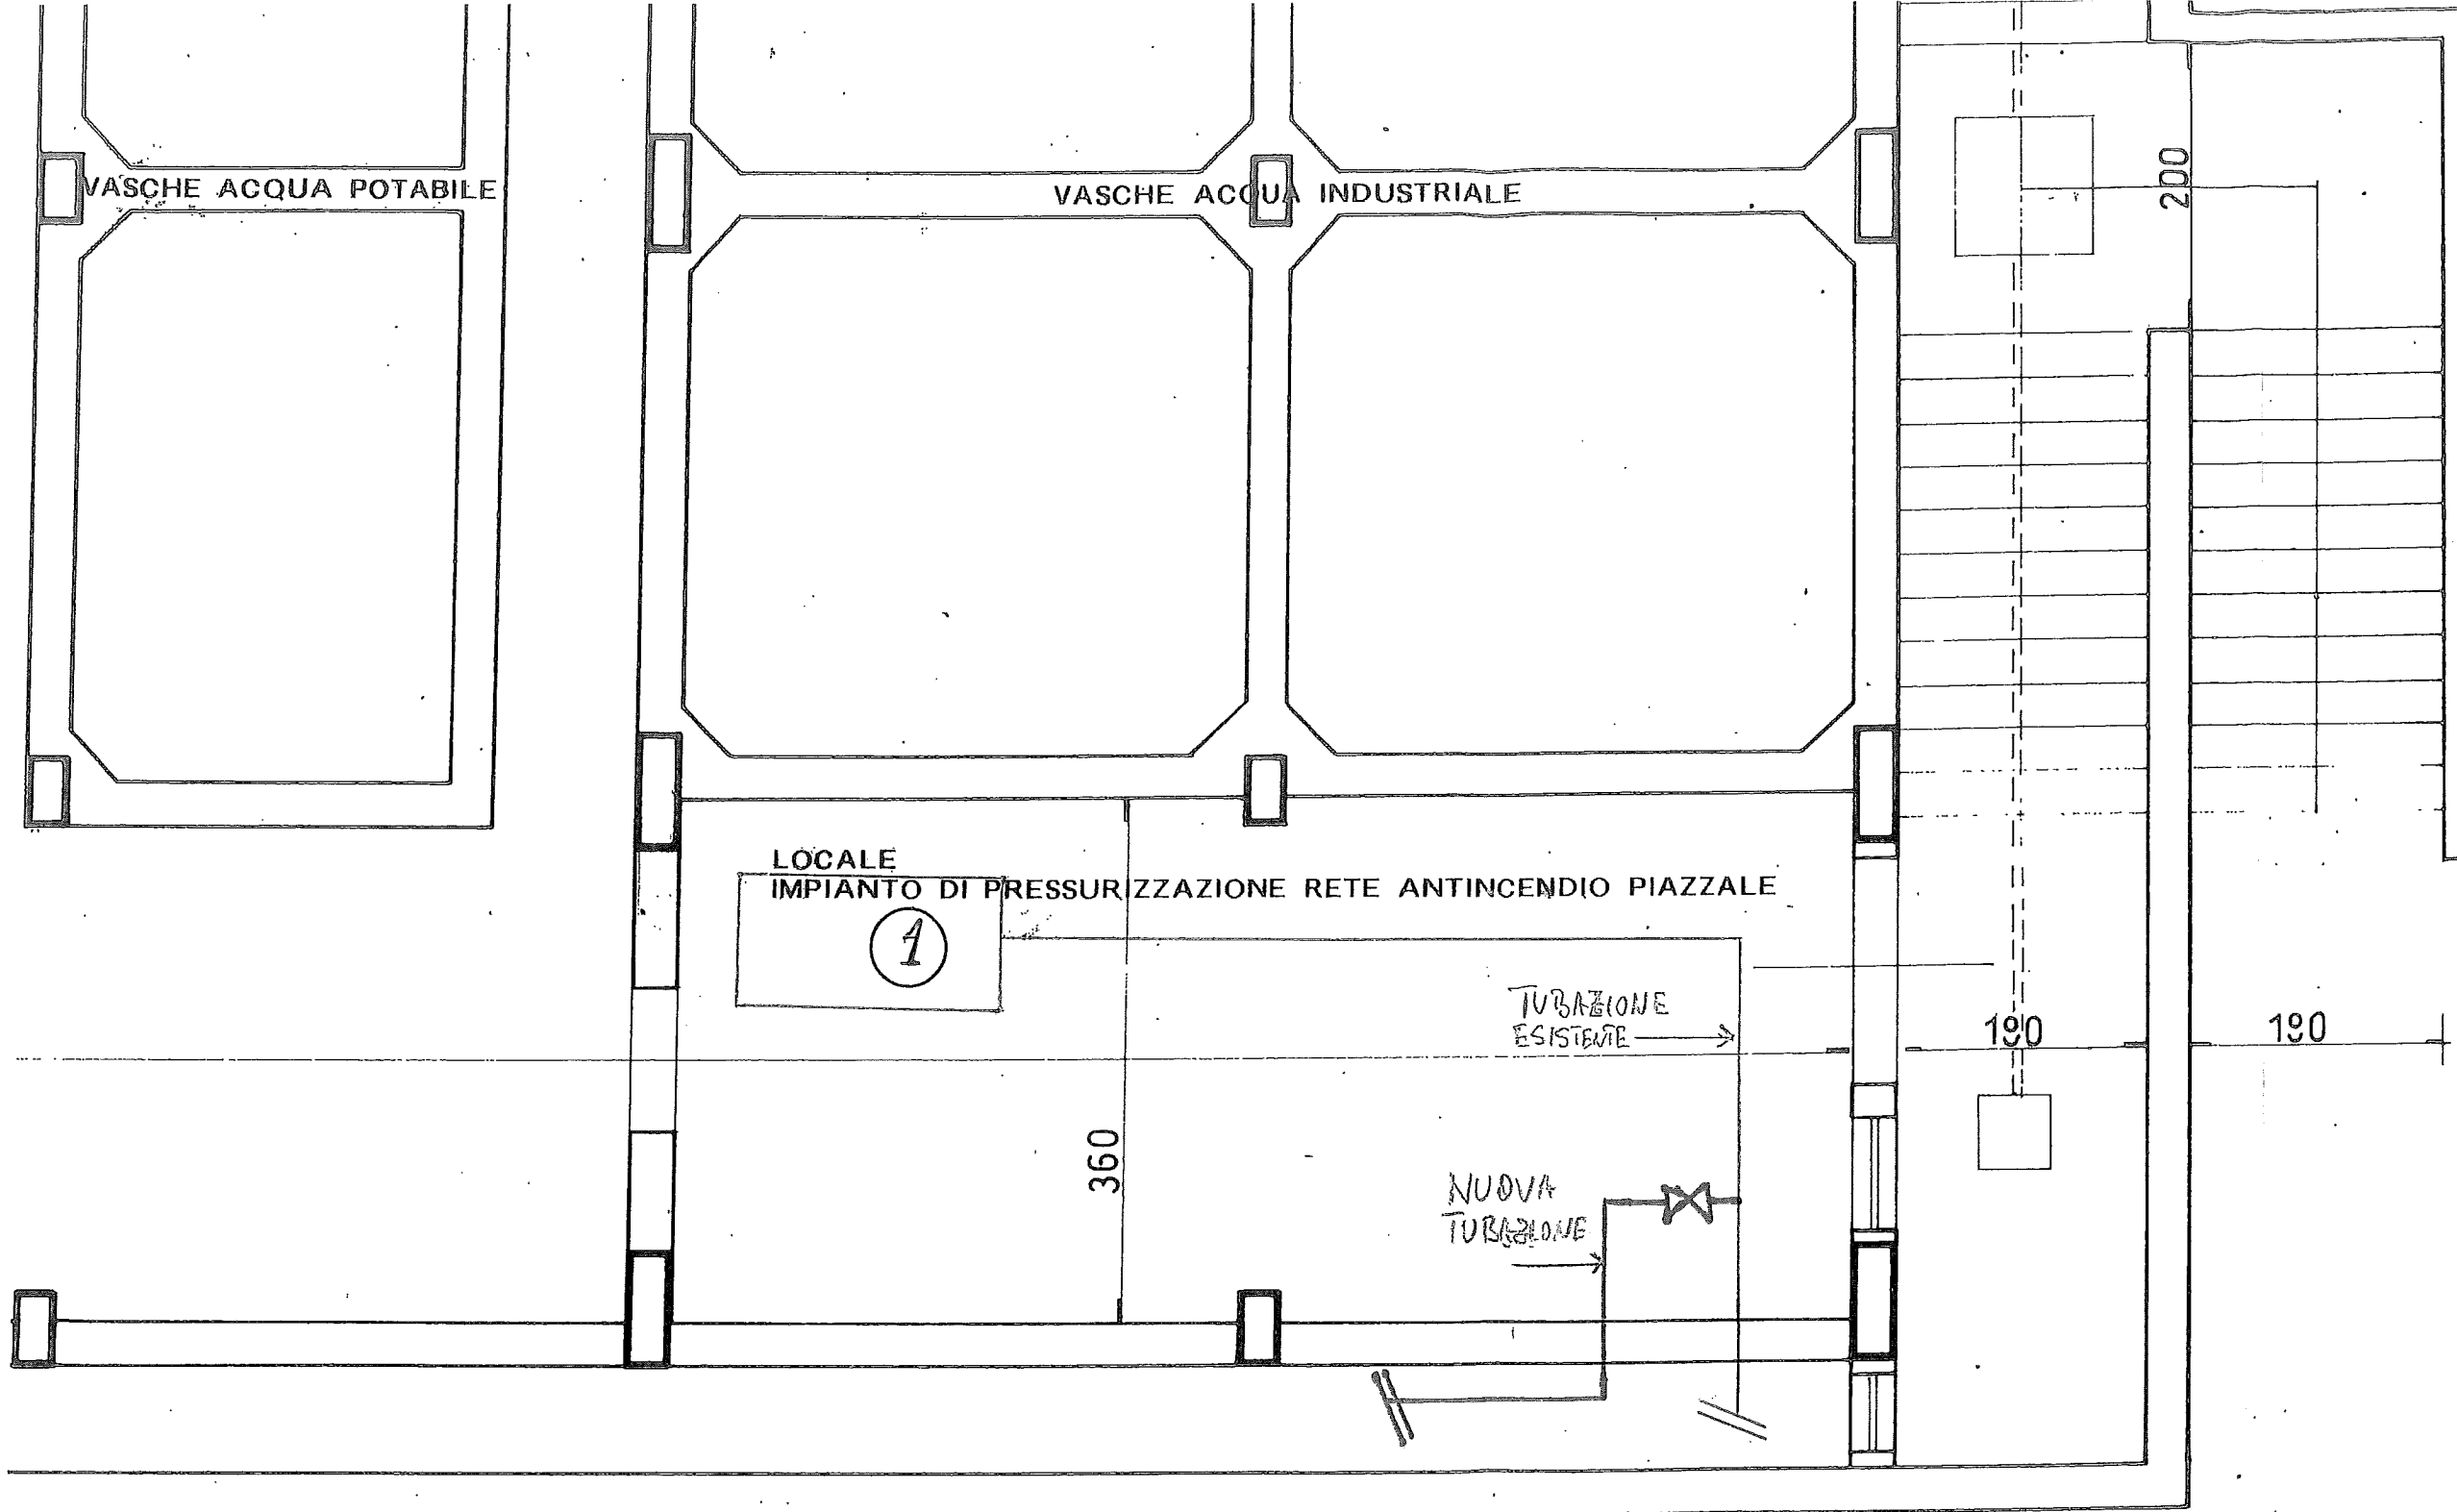 VASCHE ACQUA POTABILE
VASCHE ACQUA INDUSTRIALE
200
LOCALE
IMPIANTO DI PRESSURIZZAZIONE RETE ANTINCENDIO PIAZZALE
1
TUBAZIONE
ESISTENTE
190
190
360
NUOVA
TUBAZIONE